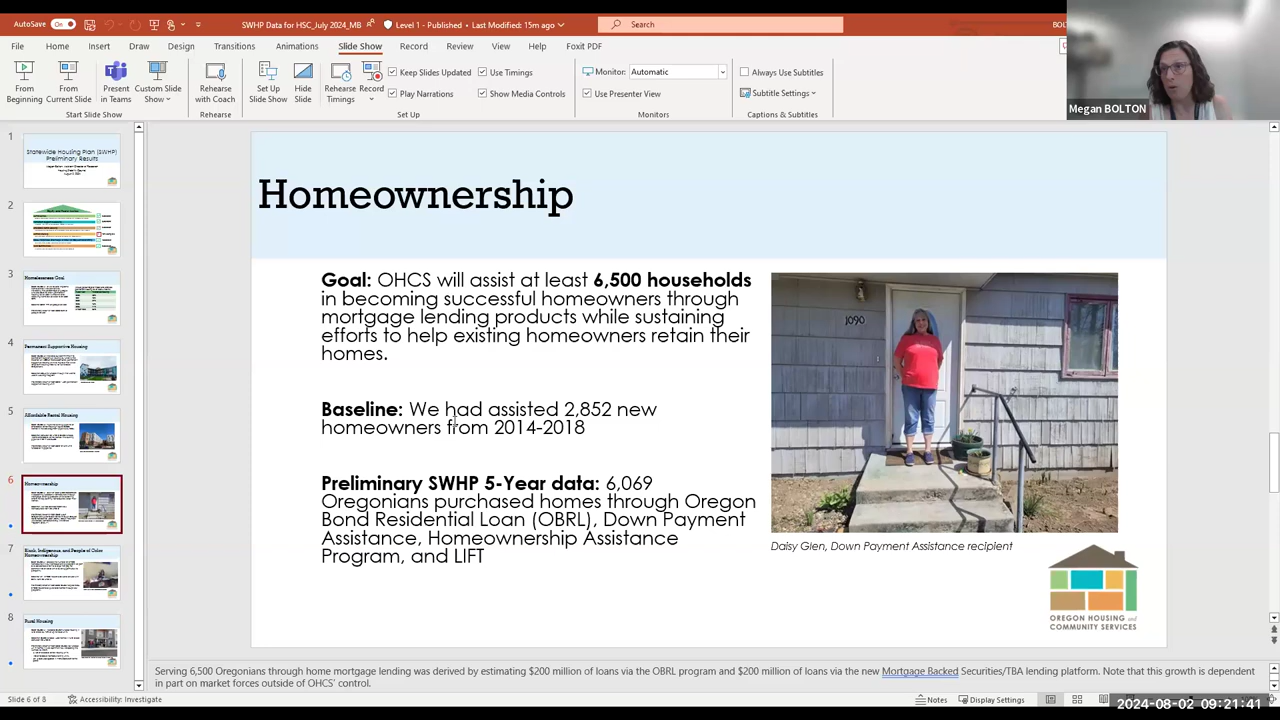 AutoSave On SWHP Data for HSC_July 2024_MB Level 1 - Published • Last Modified: 15m ago Search
File Home Insert Draw Design Transitions Animations Slide Show Record Review View Help Foxit PDF
From Beginning
From Current Slide
Present in Teams
Custom Slide Show
Start Slide Show
Rehearse with Coach
Rehearse
Set Up Slide Show
Hide Slide
Rehearse Timings
Record
Keep Slides Updated
Use Timings
Play Narrations
Show Media Controls
Set Up
Monitor: Automatic
Use Presenter View
Monitors
Always Use Subtitles
Subtitle Settings
Captions & Subtitles
Megan BOLTON
1
Statewide Housing Plan (SWHP)
Preliminary Results
2
3
Homelessness Goal
4
Permanent Supportive Housing
5
Affordable Rental Housing
6
Homeownership
7
Black, Indigenous, and People of Color
Homeownership
8
Rural Housing
Homeownership
Goal: OHCS will assist at least 6,500 households
in becoming successful homeowners through
mortgage lending products while sustaining
efforts to help existing homeowners retain their
homes.
Baseline: We had assisted 2,852 new
homeowners from 2014-2018
Preliminary SWHP 5-Year data: 6,069
Oregonians purchased homes through Oregon
Bond Residential Loan (OBRL), Down Payment
Assistance, Homeownership Assistance
Program, and LIFT
1090
Daisy Glen, Down Payment Assistance recipient
OREGON HOUSING and
COMMUNITY SERVICES
Serving 6,500 Oregonians through home mortgage lending was derived by estimating $200 million of loans via the OBRL program and $200 million of loans via the new Mortgage Backed Securities/TBA lending platform. Note that this growth is dependent
in part on market forces outside of OHCS' control.
Slide 6 of 8 Accessibility: Investigate Notes Display Settings
2024-08-02 09:21:41